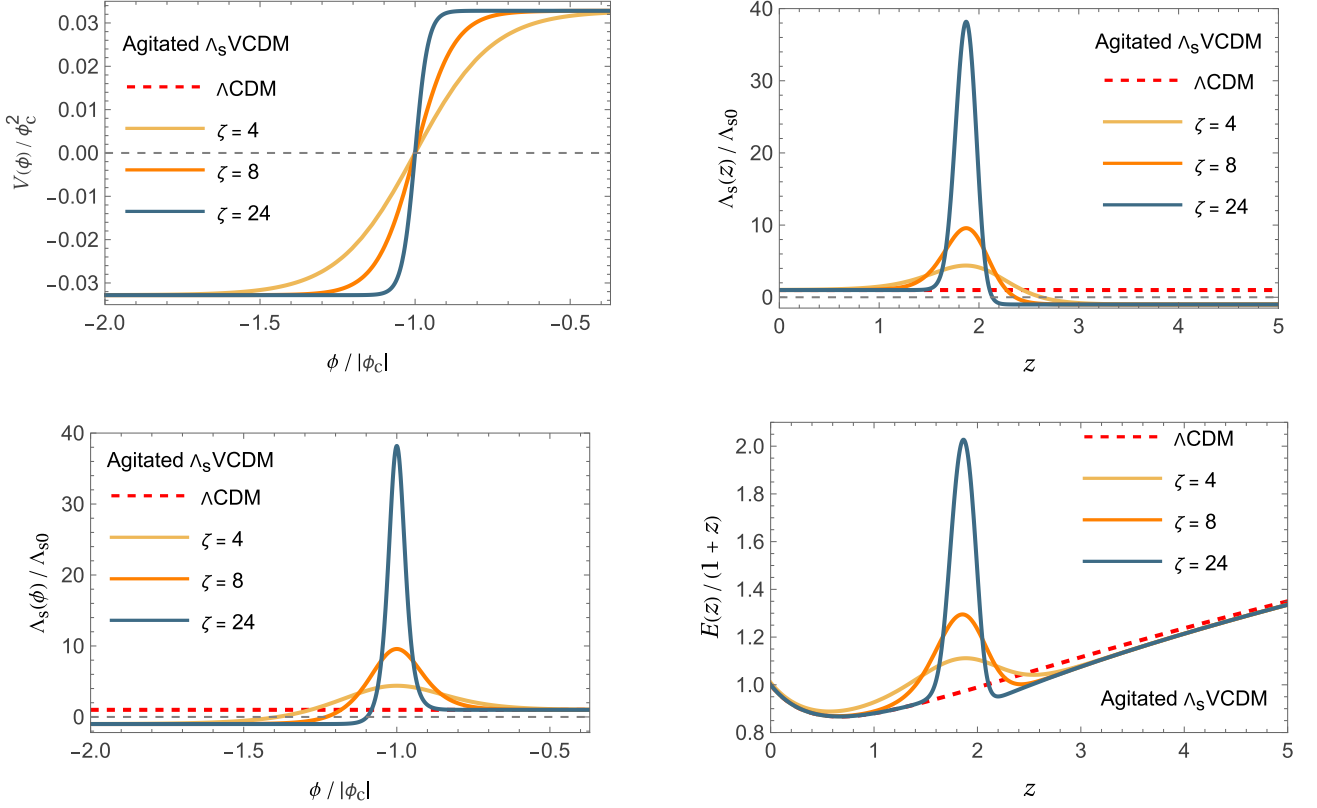 Agitated ΛsVCDM
ΛCDM
ζ = 4
ζ = 8
ζ = 24
V(ϕ) / ϕc²
0.03
0.02
0.01
0.00
−0.01
−0.02
−0.03
−2.0 −1.5 −1.0 −0.5
ϕ / |ϕc|
Agitated ΛsVCDM
ΛCDM
ζ = 4
ζ = 8
ζ = 24
Λs(z) / Λs0
40
30
20
10
0
0 1 2 3 4 5
z
Agitated ΛsVCDM
ΛCDM
ζ = 4
ζ = 8
ζ = 24
Λs(ϕ) / Λs0
40
30
20
10
0
−2.0 −1.5 −1.0 −0.5
ϕ / |ϕc|
ΛCDM
ζ = 4
ζ = 8
ζ = 24
Agitated ΛsVCDM
E(z) / (1 + z)
2.0
1.8
1.6
1.4
1.2
1.0
0.8
0 1 2 3 4 5
z